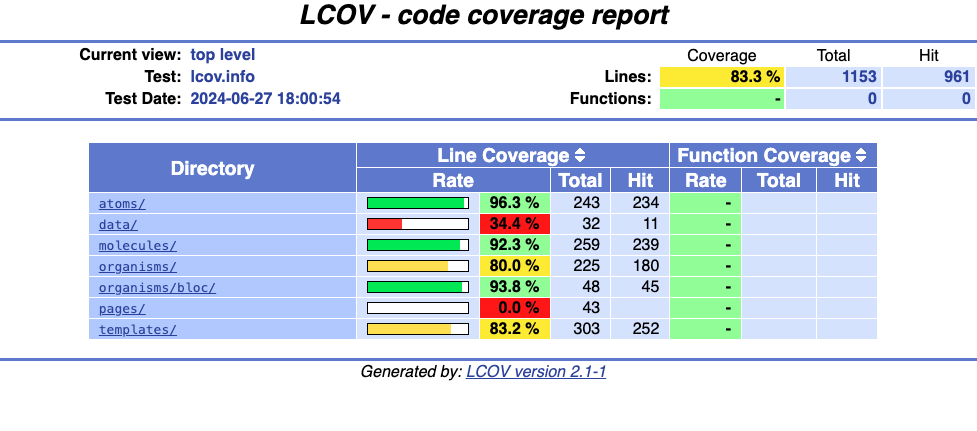 LCOV - code coverage report
Current view: top level
Coverage Total Hit
Test: lcov.info
Lines: 83.3 % 1153 961
Test Date: 2024-06-27 18:00:54
Functions: - 0 0
Directory
Line Coverage Function Coverage
Rate Total Hit Rate Total Hit
atoms/ 96.3 % 243 234 -
data/ 34.4 % 32 11 -
molecules/ 92.3 % 259 239 -
organisms/ 80.0 % 225 180 -
organisms/bloc/ 93.8 % 48 45 -
pages/ 0.0 % 43 -
templates/ 83.2 % 303 252 -
Generated by: LCOV version 2.1-1